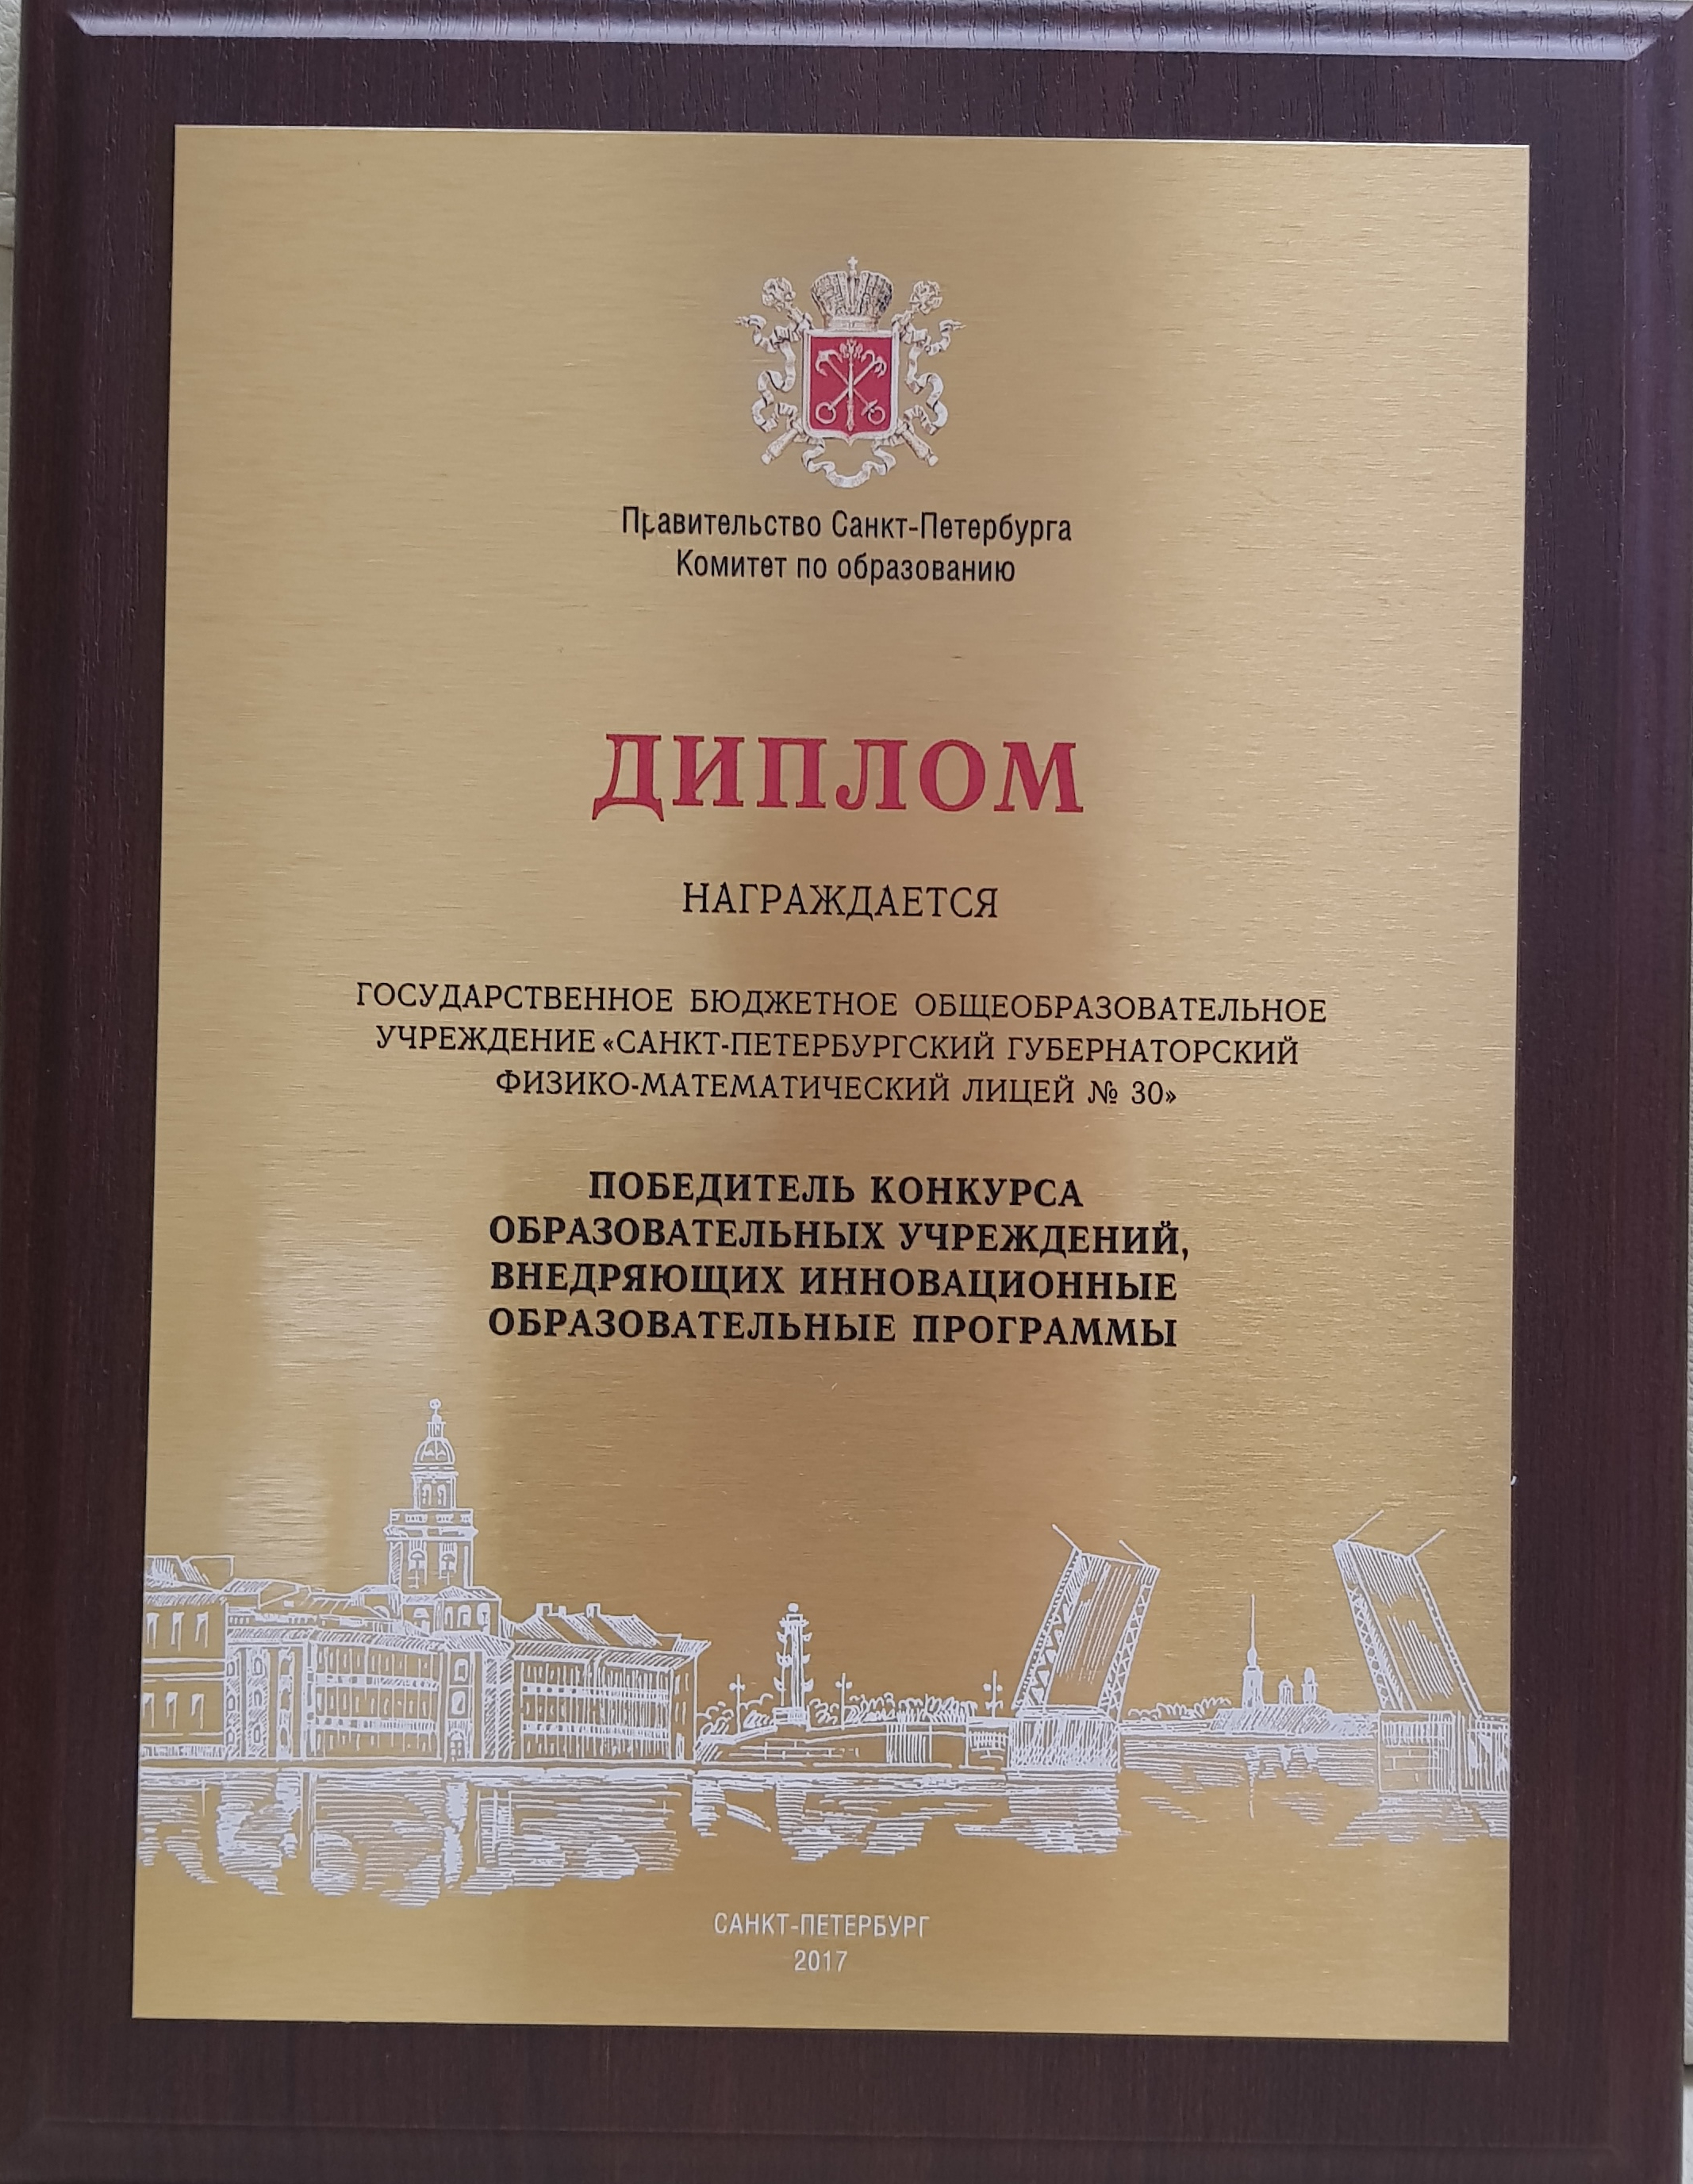 Правительство Санкт-Петербурга
Комитет по образованию
ДИПЛОМ
НАГРАЖДАЕТСЯ
ГОСУДАРСТВЕННОЕ БЮДЖЕТНОЕ ОБЩЕОБРАЗОВАТЕЛЬНОЕ
УЧРЕЖДЕНИЕ «САНКТ-ПЕТЕРБУРГСКИЙ ГУБЕРНАТОРСКИЙ
ФИЗИКО-МАТЕМАТИЧЕСКИЙ ЛИЦЕЙ № 30»
ПОБЕДИТЕЛЬ КОНКУРСА
ОБРАЗОВАТЕЛЬНЫХ УЧРЕЖДЕНИЙ,
ВНЕДРЯЮЩИХ ИННОВАЦИОННЫЕ
ОБРАЗОВАТЕЛЬНЫЕ ПРОГРАММЫ
САНКТ-ПЕТЕРБУРГ
2017